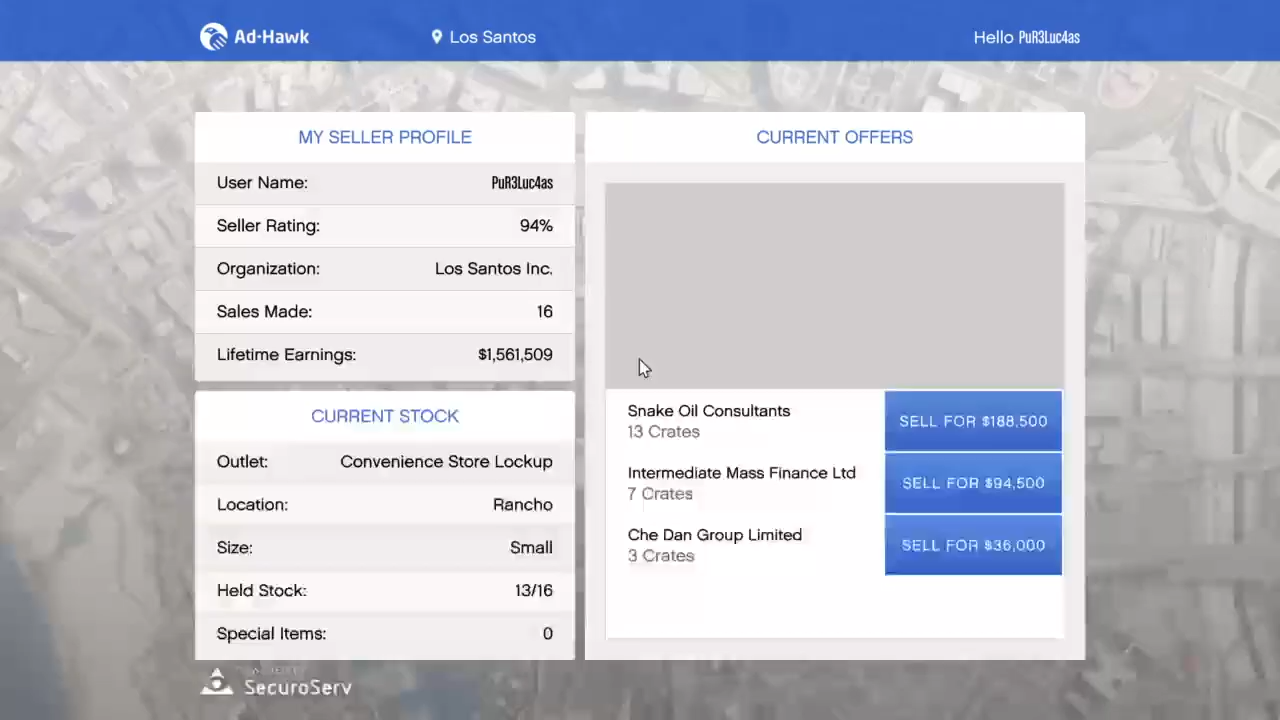 Ad-Hawk
Los Santos
Hello PuR3Luc4as
MY SELLER PROFILE
User Name: PuR3Luc4as
Seller Rating: 94%
Organization: Los Santos Inc.
Sales Made: 16
Lifetime Earnings: $1,561,509
CURRENT STOCK
Outlet: Convenience Store Lockup
Location: Rancho
Size: Small
Held Stock: 13/16
Special Items: 0
CURRENT OFFERS
Snake Oil Consultants
13 Crates
SELL FOR $188,500
Intermediate Mass Finance Ltd
7 Crates
SELL FOR $94,500
Che Dan Group Limited
3 Crates
SELL FOR $36,000
SecuroServ